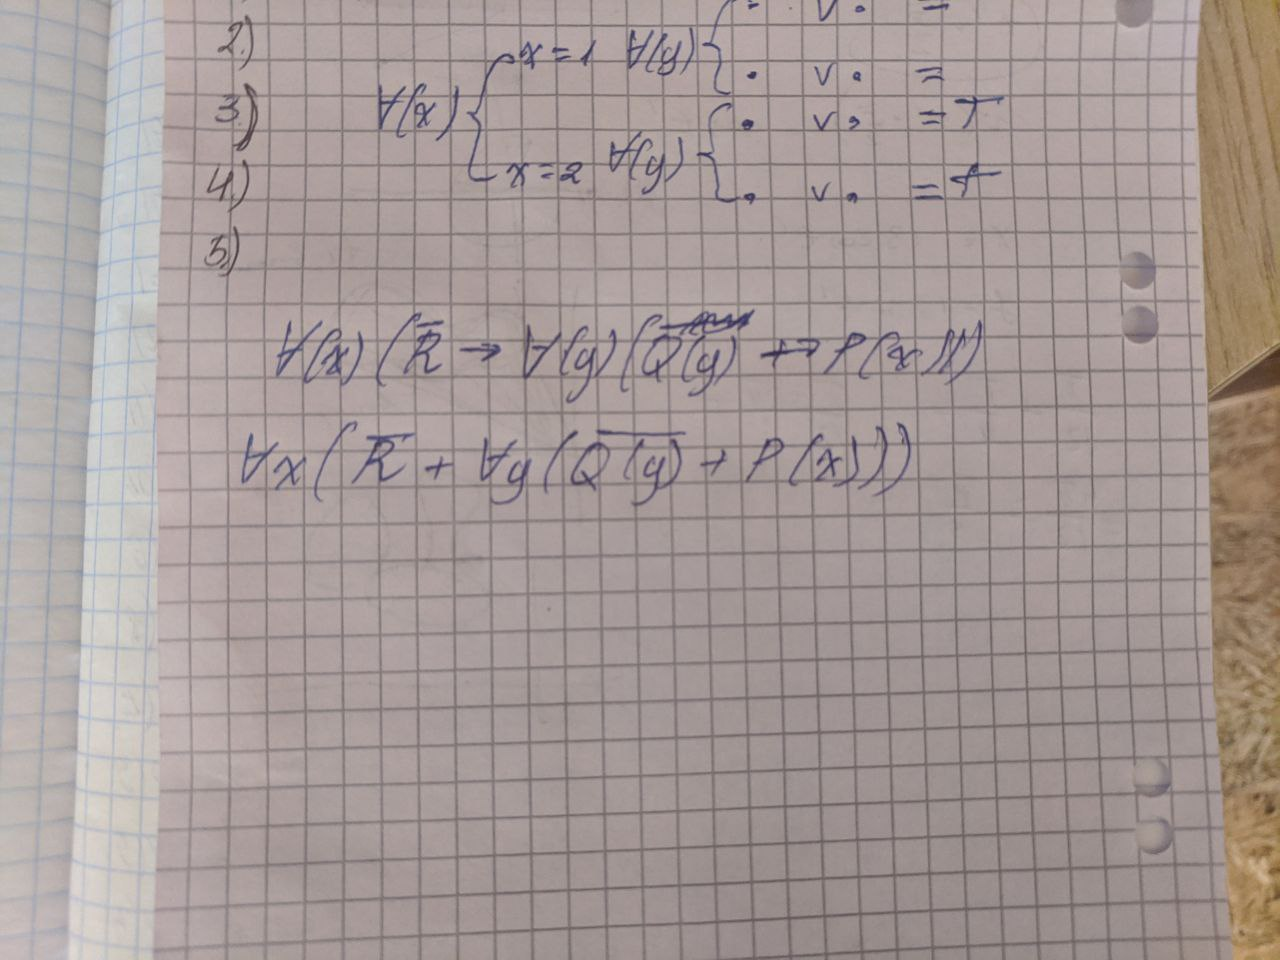 . v . =
2.)
x = 1 ∀(y) { . v . =
3.) ∀(x) { . v . = T
4.) x = 2 ∀(y) { . v . = T
5.)
∀(x) (R̅ → ∀(y) (Q̅(̅y̅)̅ → P(x)))
∀x (R̅ + ∀y (Q̅(̅y̅)̅ + P(x)))